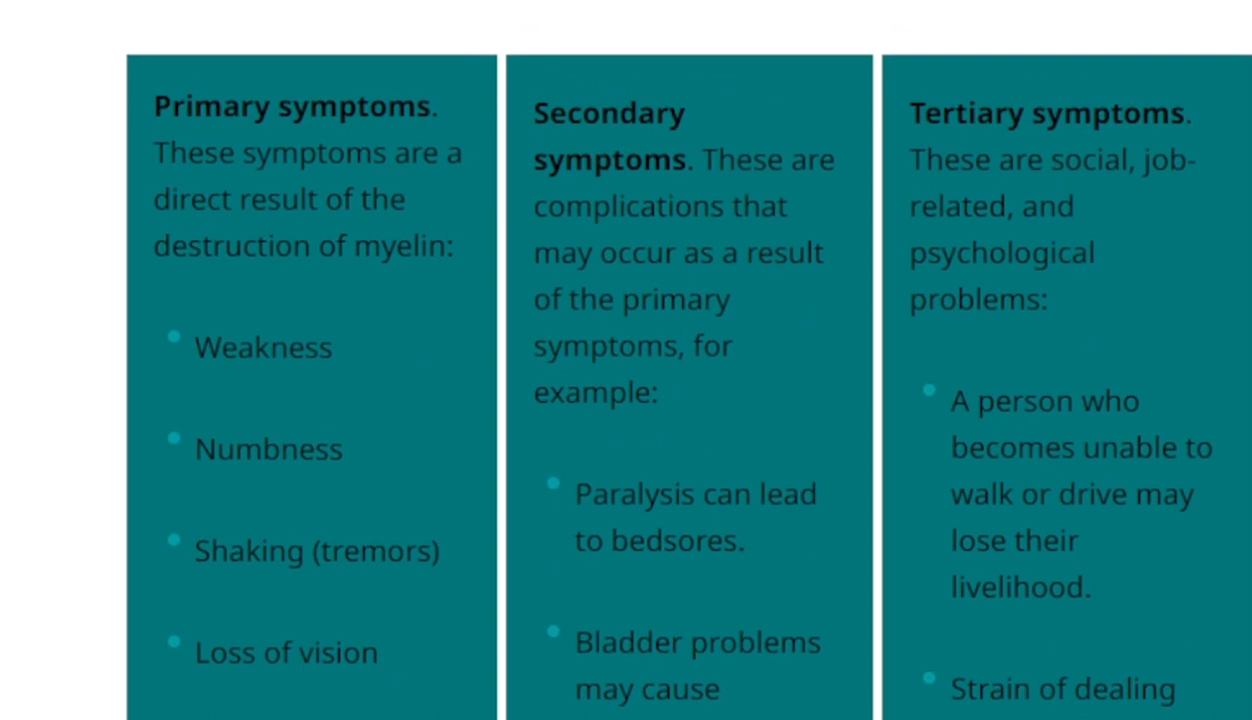 Primary symptoms.
These symptoms are a
direct result of the
destruction of myelin:
Weakness
Numbness
Shaking (tremors)
Loss of vision
Secondary
symptoms. These are
complications that
may occur as a result
of the primary
symptoms, for
example:
Paralysis can lead
to bedsores.
Bladder problems
may cause
Tertiary symptoms.
These are social, job-
related, and
psychological
problems:
A person who
becomes unable to
walk or drive may
lose their
livelihood.
Strain of dealing